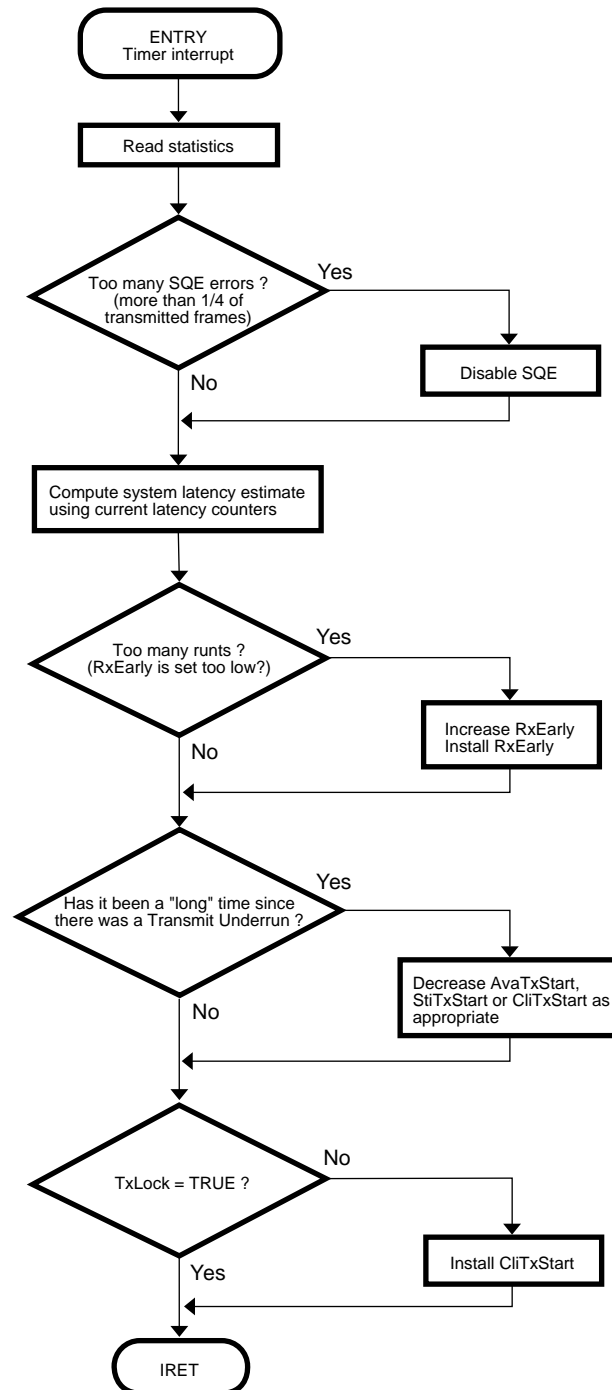 ENTRY
Timer interrupt
Read statistics
Too many SQE errors ?
(more than 1/4 of
transmitted frames)
Yes
Disable SQE
No
Compute system latency estimate
using current latency counters
Too many runts ?
(RxEarly is set too low?)
Yes
Increase RxEarly
Install RxEarly
No
Has it been a "long" time since
there was a Transmit Underrun ?
Yes
Decrease AvaTxStart,
StiTxStart or CliTxStart as
appropriate
No
TxLock = TRUE ?
No
Install CliTxStart
Yes
IRET